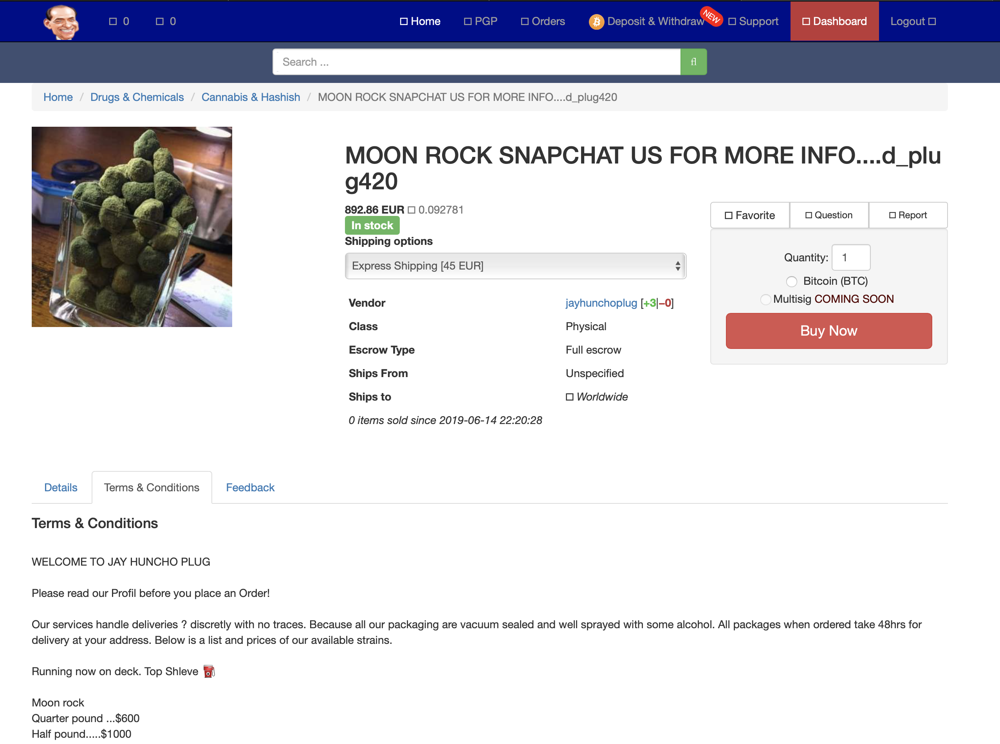 0 0 Home PGP Orders Deposit & Withdraw NEW Support Dashboard Logout
Search ...
Home / Drugs & Chemicals / Cannabis & Hashish / MOON ROCK SNAPCHAT US FOR MORE INFO....d_plug420
MOON ROCK SNAPCHAT US FOR MORE INFO....d_plu
g420
892.86 EUR 0.092781
In stock
Shipping options
Express Shipping [45 EUR]
Vendor jayhunchoplug [+3|−0]
Class Physical
Escrow Type Full escrow
Ships From Unspecified
Ships to Worldwide
0 items sold since 2019-06-14 22:20:28
Favorite Question Report
Quantity: 1
Bitcoin (BTC)
Multisig COMING SOON
Buy Now
Details Terms & Conditions Feedback
Terms & Conditions
WELCOME TO JAY HUNCHO PLUG
Please read our Profil before you place an Order!
Our services handle deliveries ? discretly with no traces. Because all our packaging are vacuum sealed and well sprayed with some alcohol. All packages when ordered take 48hrs for
delivery at your address. Below is a list and prices of our available strains.
Running now on deck. Top Shleve ⛽
Moon rock
Quarter pound ...$600
Half pound.....$1000